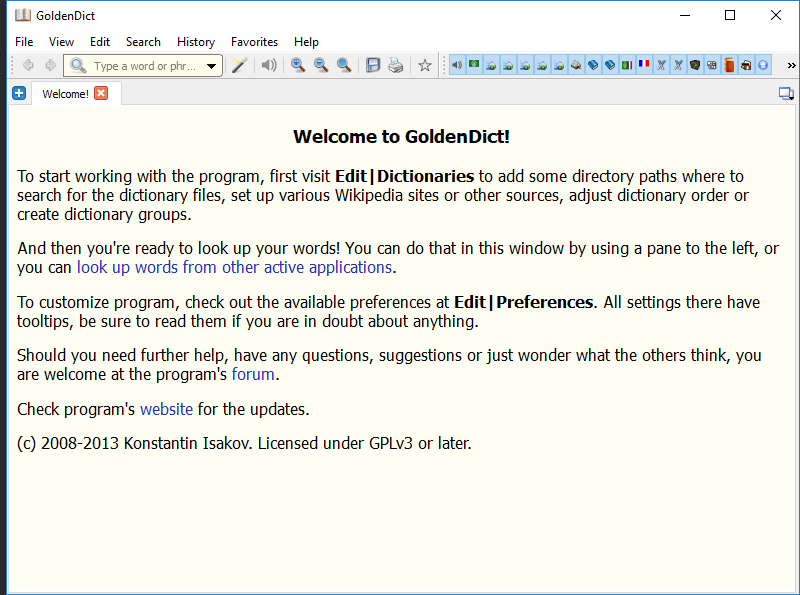 GoldenDict
File View Edit Search History Favorites Help
Type a word or phr...
Welcome!
Welcome to GoldenDict!
To start working with the program, first visit Edit|Dictionaries to add some directory paths where to
search for the dictionary files, set up various Wikipedia sites or other sources, adjust dictionary order or
create dictionary groups.
And then you're ready to look up your words! You can do that in this window by using a pane to the left, or
you can look up words from other active applications.
To customize program, check out the available preferences at Edit|Preferences. All settings there have
tooltips, be sure to read them if you are in doubt about anything.
Should you need further help, have any questions, suggestions or just wonder what the others think, you
are welcome at the program's forum.
Check program's website for the updates.
(c) 2008-2013 Konstantin Isakov. Licensed under GPLv3 or later.